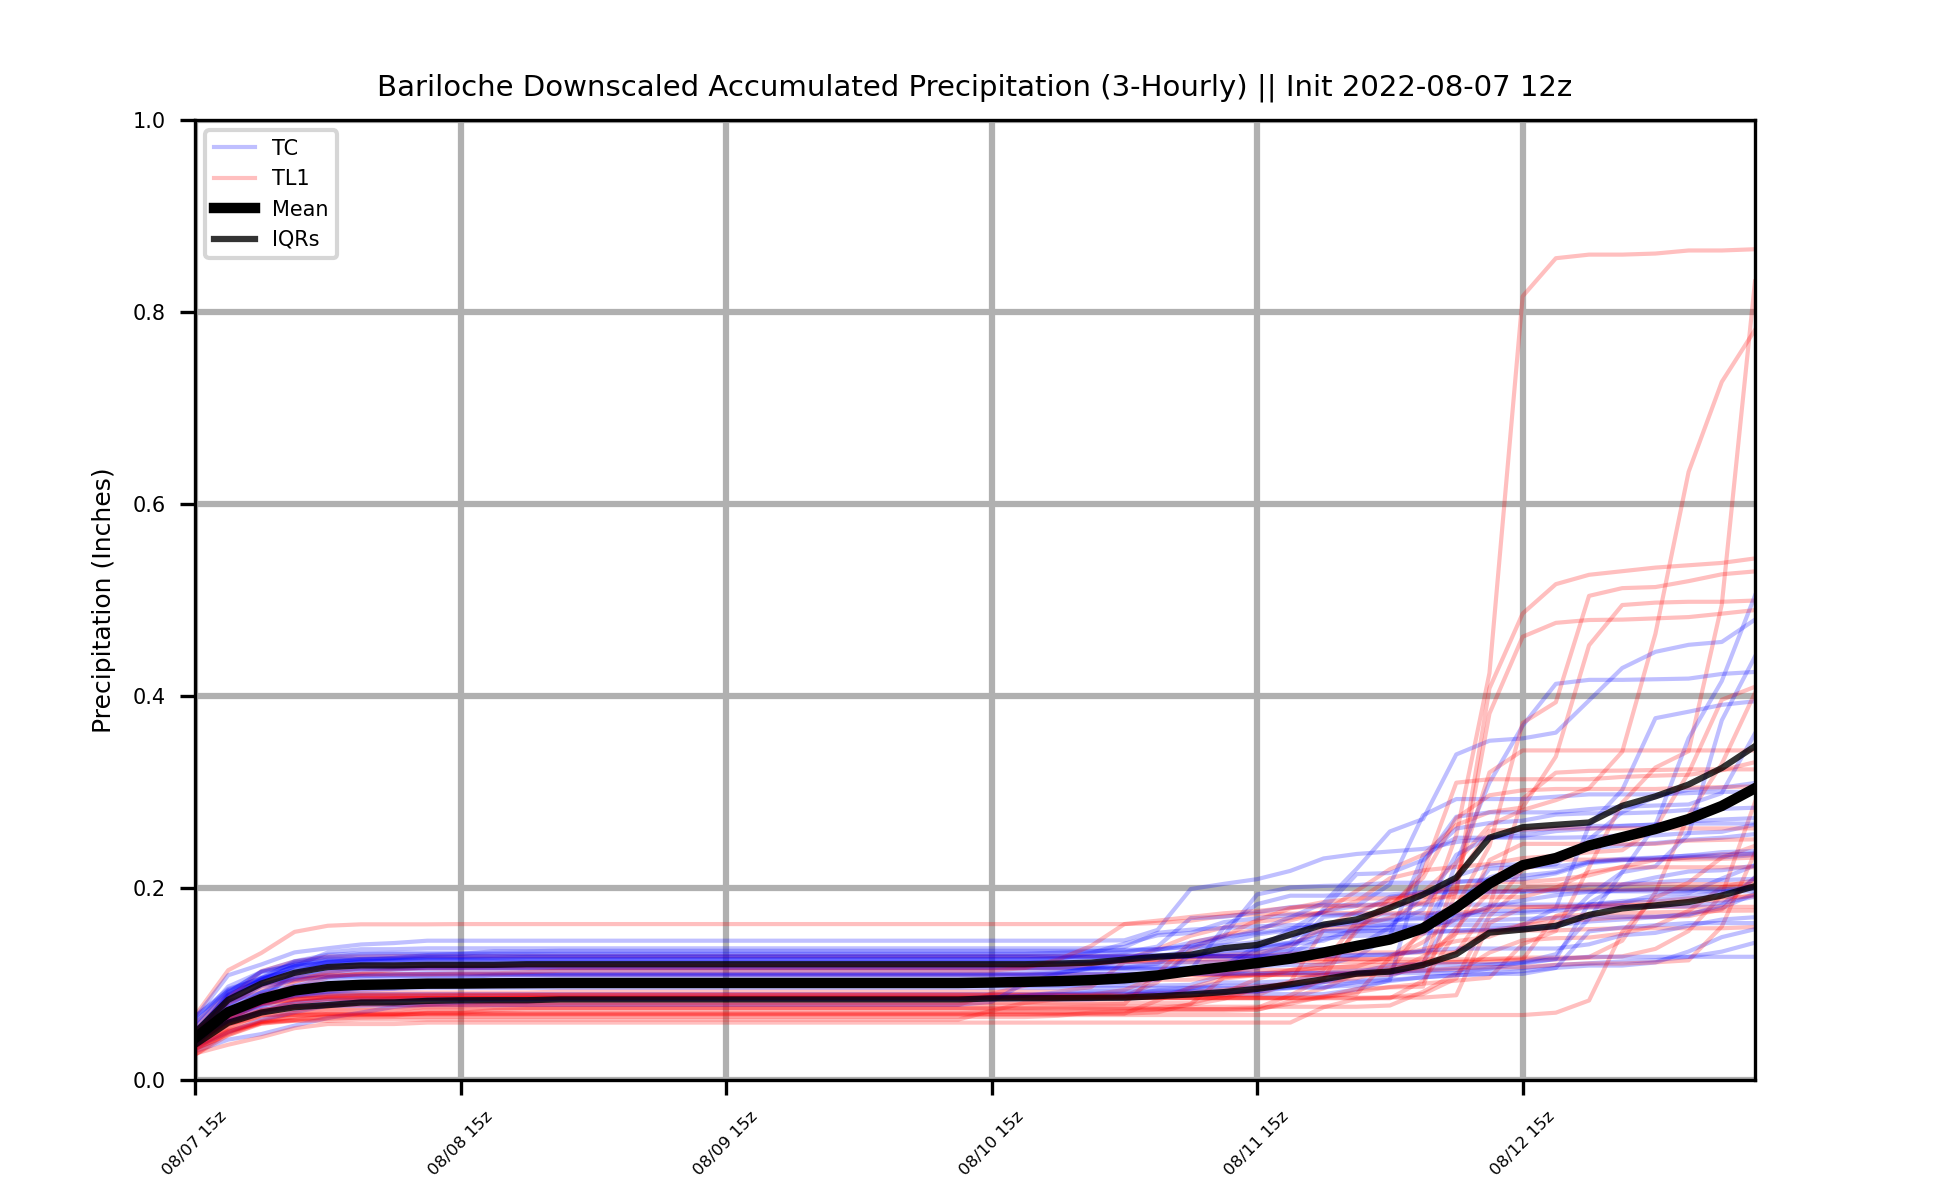 Bariloche Downscaled Accumulated Precipitation (3-Hourly) || Init 2022-08-07 12z
TC
TL1
Mean
IQRs
Precipitation (Inches)
1.0
0.8
0.6
0.4
0.2
0.0
08/07 15z
08/08 15z
08/09 15z
08/10 15z
08/11 15z
08/12 15z